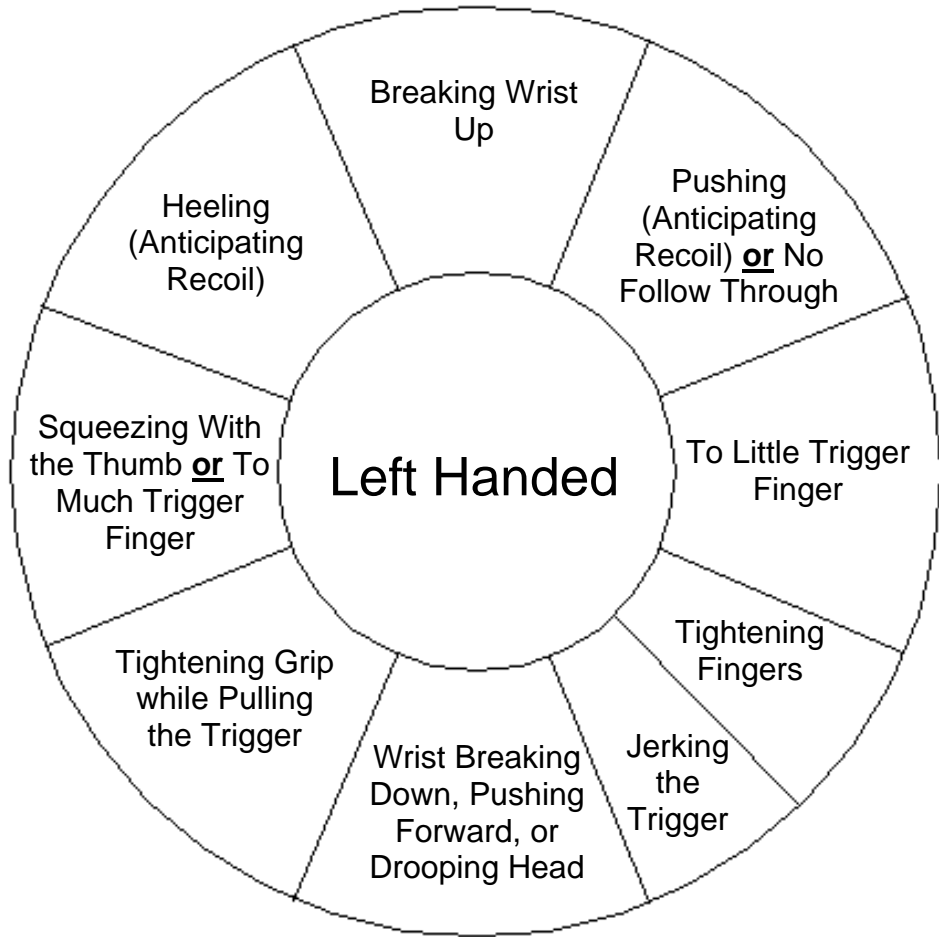 Breaking Wrist
Up
Pushing
(Anticipating
Recoil) or No
Follow Through
Heeling
(Anticipating
Recoil)
Squeezing With
the Thumb or To
Much Trigger
Finger
Left Handed
To Little Trigger
Finger
Tightening
Fingers
Tightening Grip
while Pulling
the Trigger
Wrist Breaking
Down, Pushing
Forward, or
Drooping Head
Jerking
the
Trigger